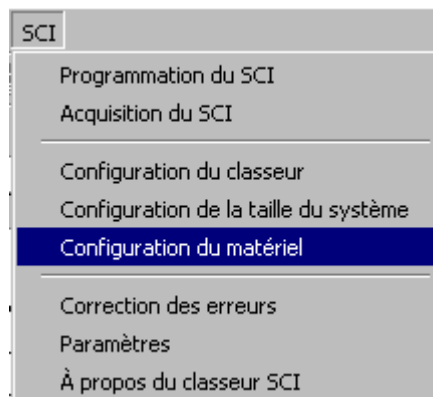 SCI
Programmation du SCI
Acquisition du SCI
Configuration du classeur
Configuration de la taille du système
Configuration du matériel
Correction des erreurs
Paramètres
À propos du classeur SCI